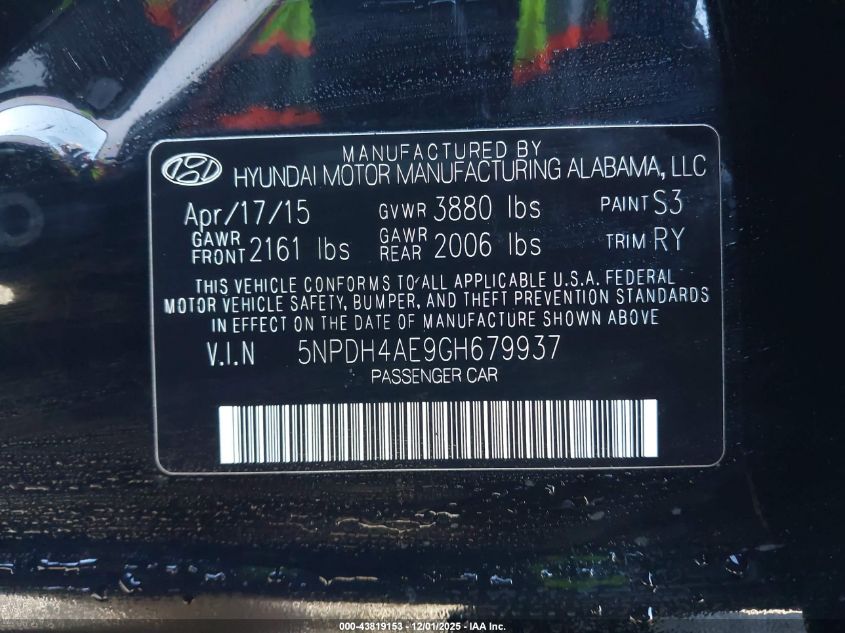 MANUFACTURED BY
HYUNDAI MOTOR MANUFACTURING ALABAMA, LLC
Apr/17/15 GVWR 3880 lbs PAINT S3
GAWR FRONT 2161 lbs GAWR REAR 2006 lbs TRIM RY
THIS VEHICLE CONFORMS TO ALL APPLICABLE U.S.A. FEDERAL
MOTOR VEHICLE SAFETY, BUMPER, AND THEFT PREVENTION STANDARDS
IN EFFECT ON THE DATE OF MANUFACTURE SHOWN ABOVE
V.I.N 5NPDH4AE9GH679937
PASSENGER CAR
000-43819153 - 12/01/2025 - IAA Inc.